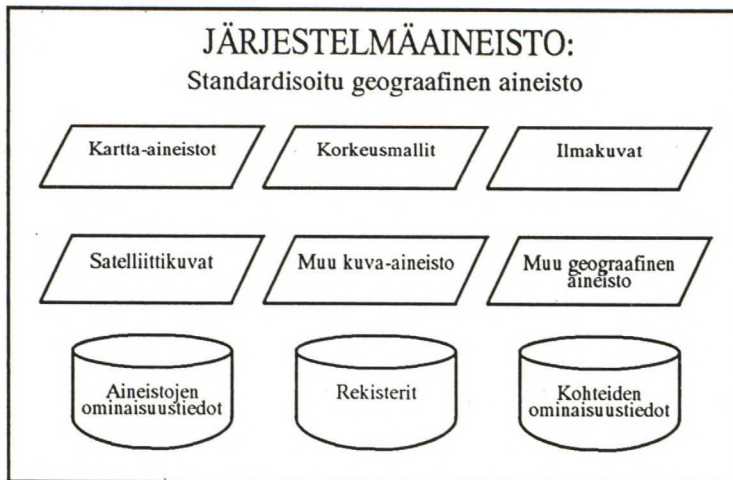 JÄRJESTELMÄAINEISTO:
Standardisoitu geograafinen aineisto
Kartta-aineistot
Korkeusmallit
Ilmakuvat
Satelliittikuvat
Muu kuva-aineisto
Muu geograafinen
aineisto
Aineistojen
ominaisuustiedot
Rekisterit
Kohteiden
ominaisuustiedot